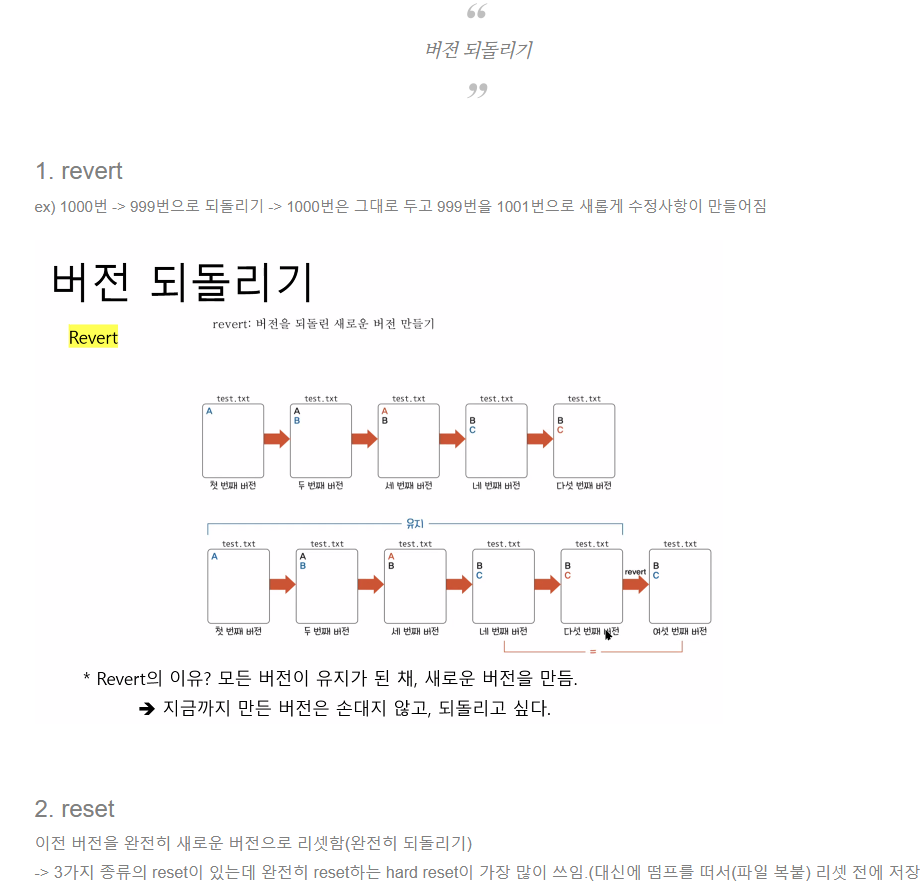 “
버전 되돌리기
”
1. revert
ex) 1000번 -> 999번으로 되돌리기 -> 1000번은 그대로 두고 999번을 1001번으로 새롭게 수정사항이 만들어짐
버전 되돌리기
revert: 버전을 되돌린 새로운 버전 만들기
Revert
test.txt test.txt test.txt test.txt test.txt
A A A B B
B B C C
첫 번째 버전 두 번째 버전 세 번째 버전 네 번째 버전 다섯 번째 버전
유지
test.txt test.txt test.txt test.txt test.txt test.txt
A A A B B revert B
B B C C C
첫 번째 버전 두 번째 버전 세 번째 버전 네 번째 버전 다섯 번째 버전 여섯 번째 버전
=
* Revert의 이유? 모든 버전이 유지가 된 채, 새로운 버전을 만듬.
➔ 지금까지 만든 버전은 손대지 않고, 되돌리고 싶다.
2. reset
이전 버전을 완전히 새로운 버전으로 리셋함(완전히 되돌리기)
-> 3가지 종류의 reset이 있는데 완전히 reset하는 hard reset이 가장 많이 쓰임.(대신에 떰프를 떠서(파일 복붙) 리셋 전에 저장